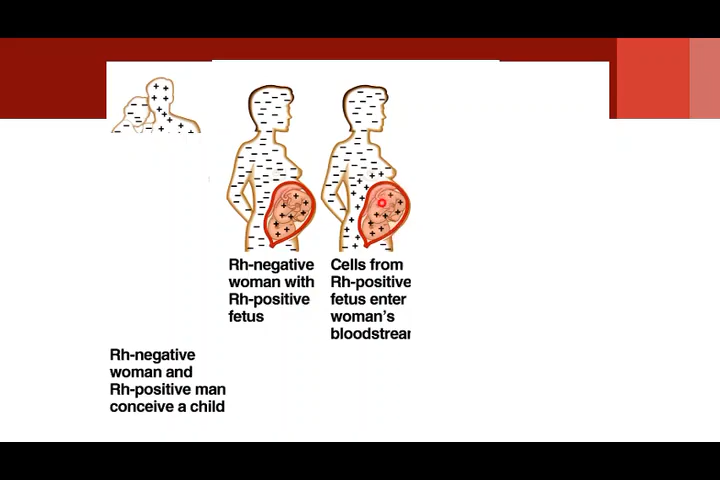 Rh-negative
woman with
Rh-positive
fetus
Cells from
Rh-positive
fetus enter
woman's
bloodstrear
Rh-negative
woman and
Rh-positive man
conceive a child